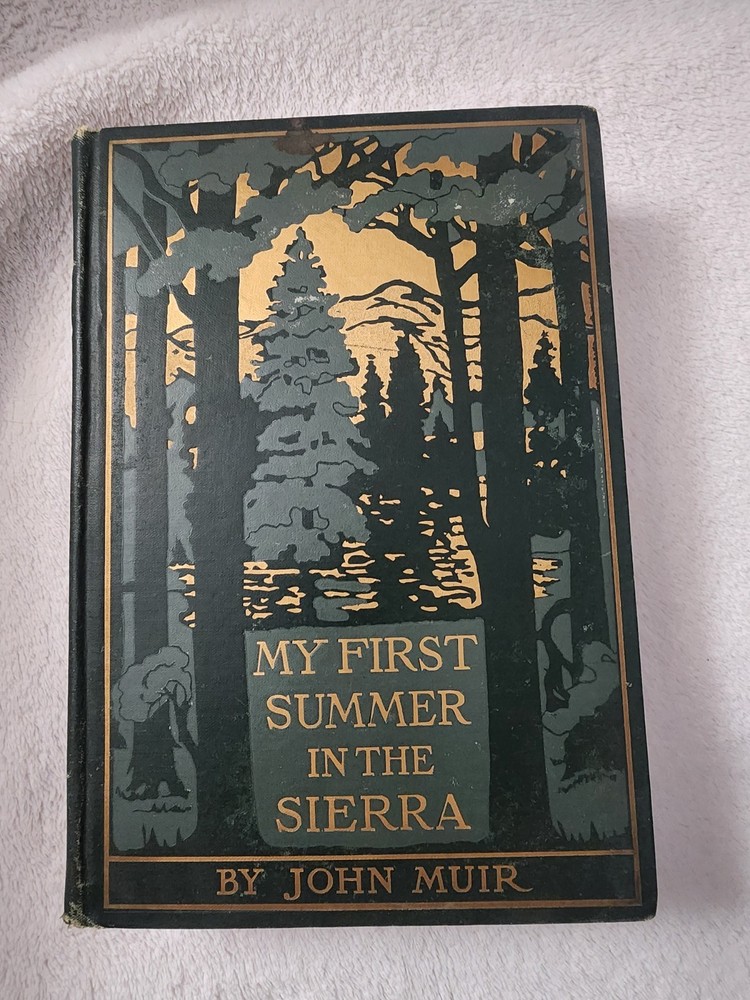 MY FIRST
SUMMER
IN THE
SIERRA
BY JOHN MUIR